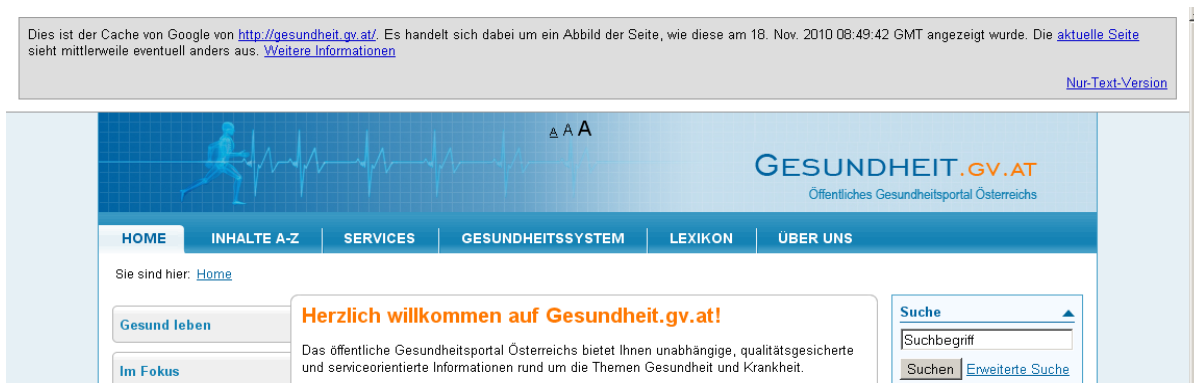 Dies ist der Cache von Google von http://gesundheit.gv.at/. Es handelt sich dabei um ein Abbild der Seite, wie diese am 18. Nov. 2010 08:49:42 GMT angezeigt wurde. Die aktuelle Seite
sieht mittlerweile eventuell anders aus. Weitere Informationen
Nur-Text-Version
A A A
GESUNDHEIT.GV.AT
Öffentliches Gesundheitsportal Österreichs
HOME INHALTE A-Z SERVICES GESUNDHEITSSYSTEM LEXIKON ÜBER UNS
Sie sind hier: Home
Gesund leben
Im Fokus
Herzlich willkommen auf Gesundheit.gv.at!
Das öffentliche Gesundheitsportal Österreichs bietet Ihnen unabhängige, qualitätsgesicherte
und serviceorientierte Informationen rund um die Themen Gesundheit und Krankheit.
Suche
Suchbegriff
Suchen Erweiterte Suche